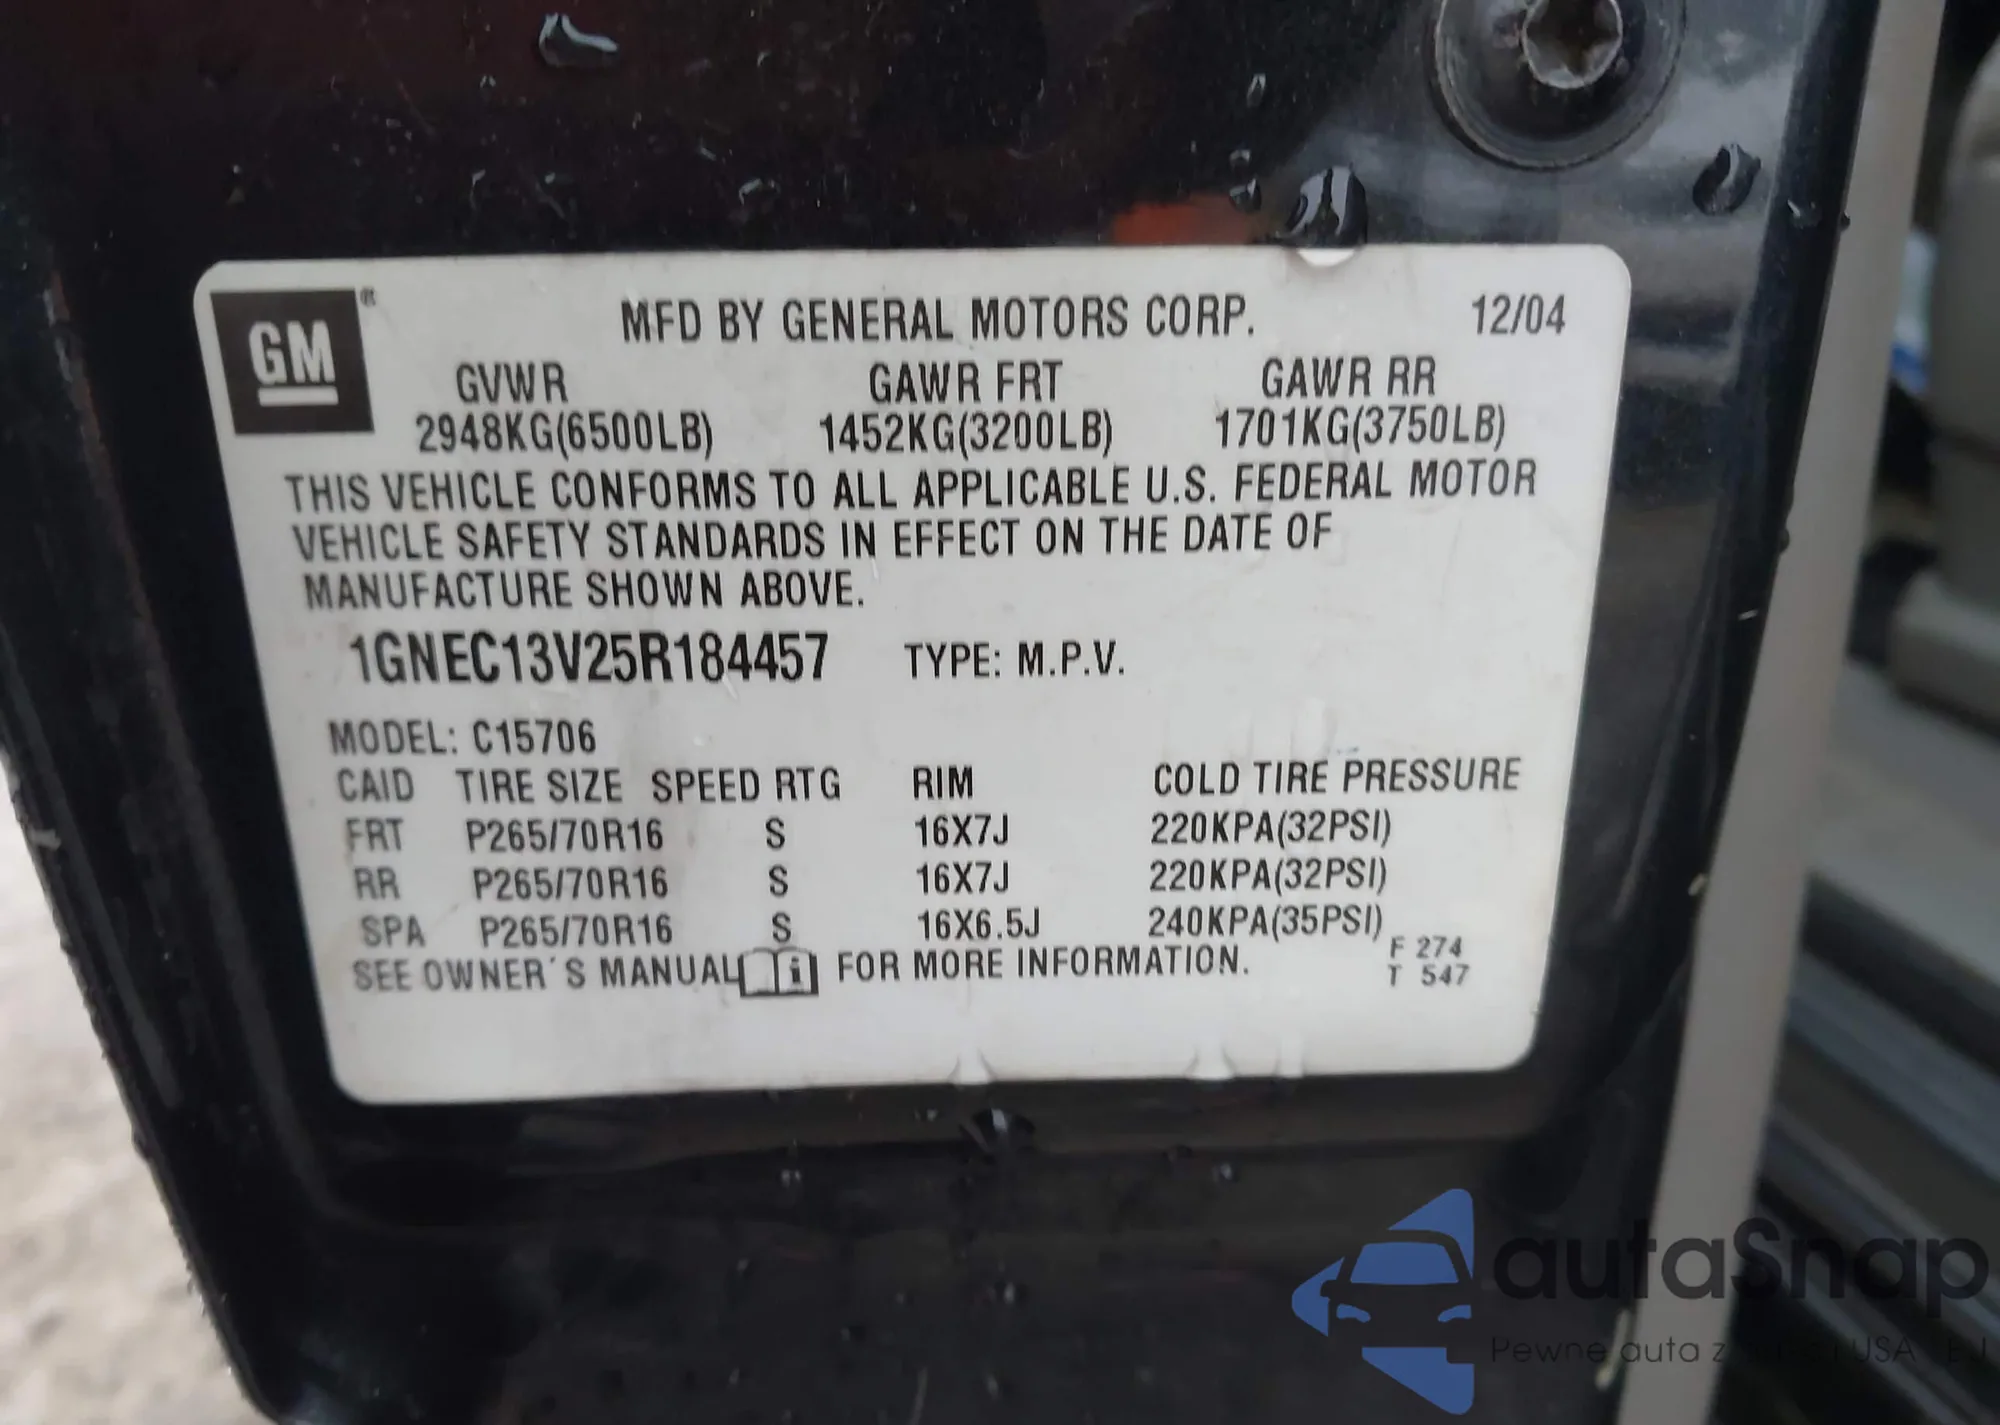 GM ®
MFD BY GENERAL MOTORS CORP. 12/04
GVWR GAWR FRT GAWR RR
2948KG(6500LB) 1452KG(3200LB) 1701KG(3750LB)
THIS VEHICLE CONFORMS TO ALL APPLICABLE U.S. FEDERAL MOTOR
VEHICLE SAFETY STANDARDS IN EFFECT ON THE DATE OF
MANUFACTURE SHOWN ABOVE.
1GNEC13V25R184457 TYPE: M.P.V.
MODEL: C15706
CAID TIRE SIZE SPEED RTG RIM COLD TIRE PRESSURE
FRT P265/70R16 S 16X7J 220KPA(32PSI)
RR P265/70R16 S 16X7J 220KPA(32PSI)
SPA P265/70R16 S 16X6.5J 240KPA(35PSI)
SEE OWNER´S MANUAL i FOR MORE INFORMATION.
F 274
T 547
autaSnap
Pewne auta z USA